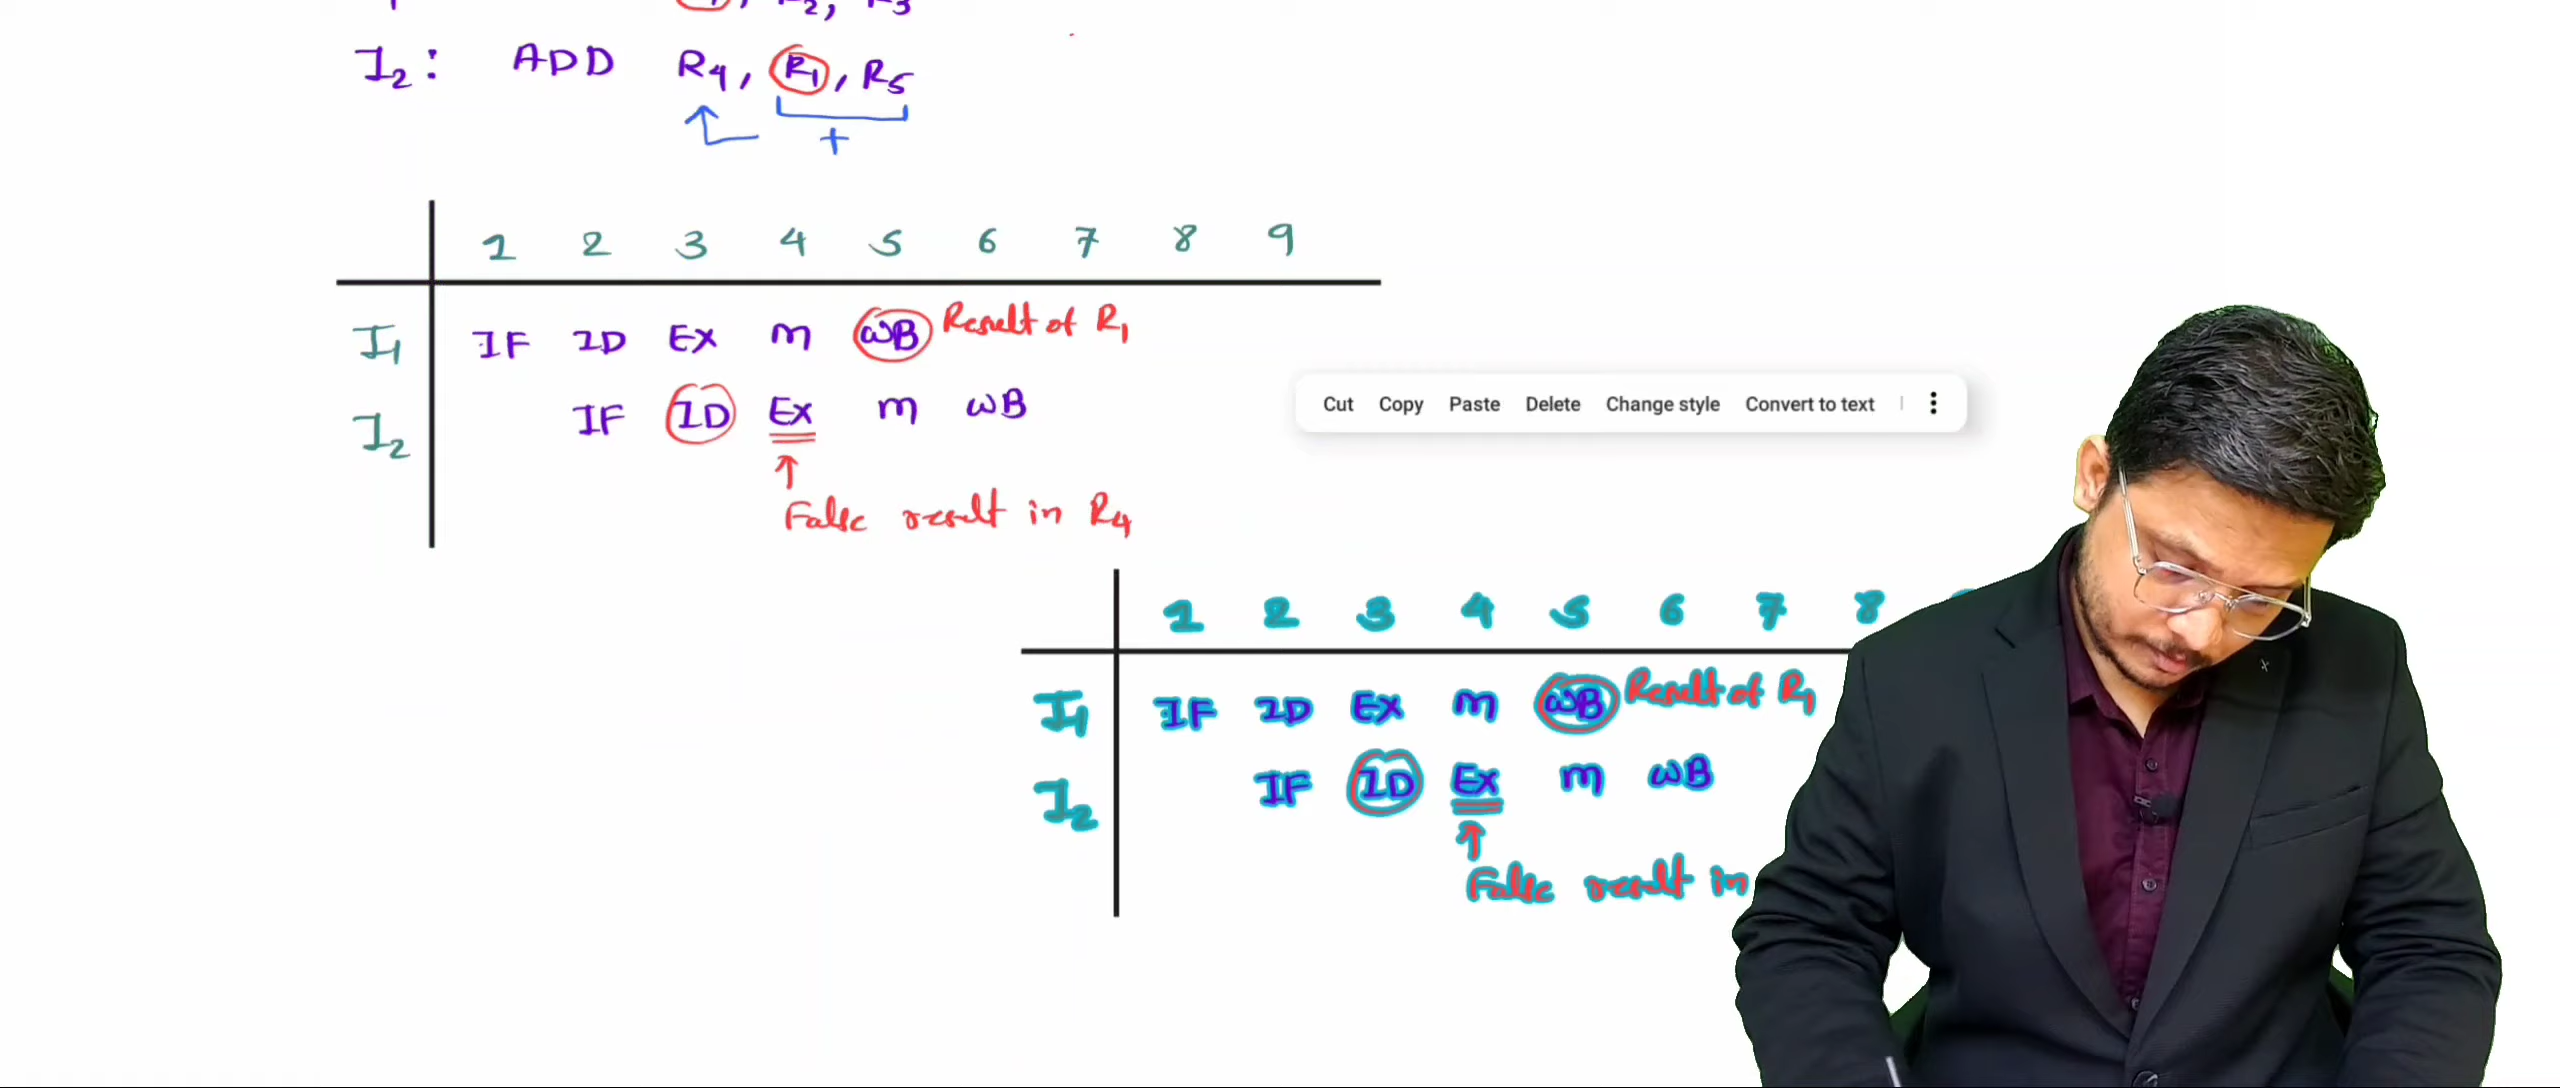 R2, R3
I2: ADD R4, R1, R5
+
1 2 3 4 5 6 7 8 9
I1 IF ID EX M WB Result of R1
I2 IF ID EX M WB
False result in R4
Cut Copy Paste Delete Change style Convert to text
1 2 3 4 5 6 7 8
I1 IF ID EX M WB Result of R1
I2 IF ID EX M WB
False result in